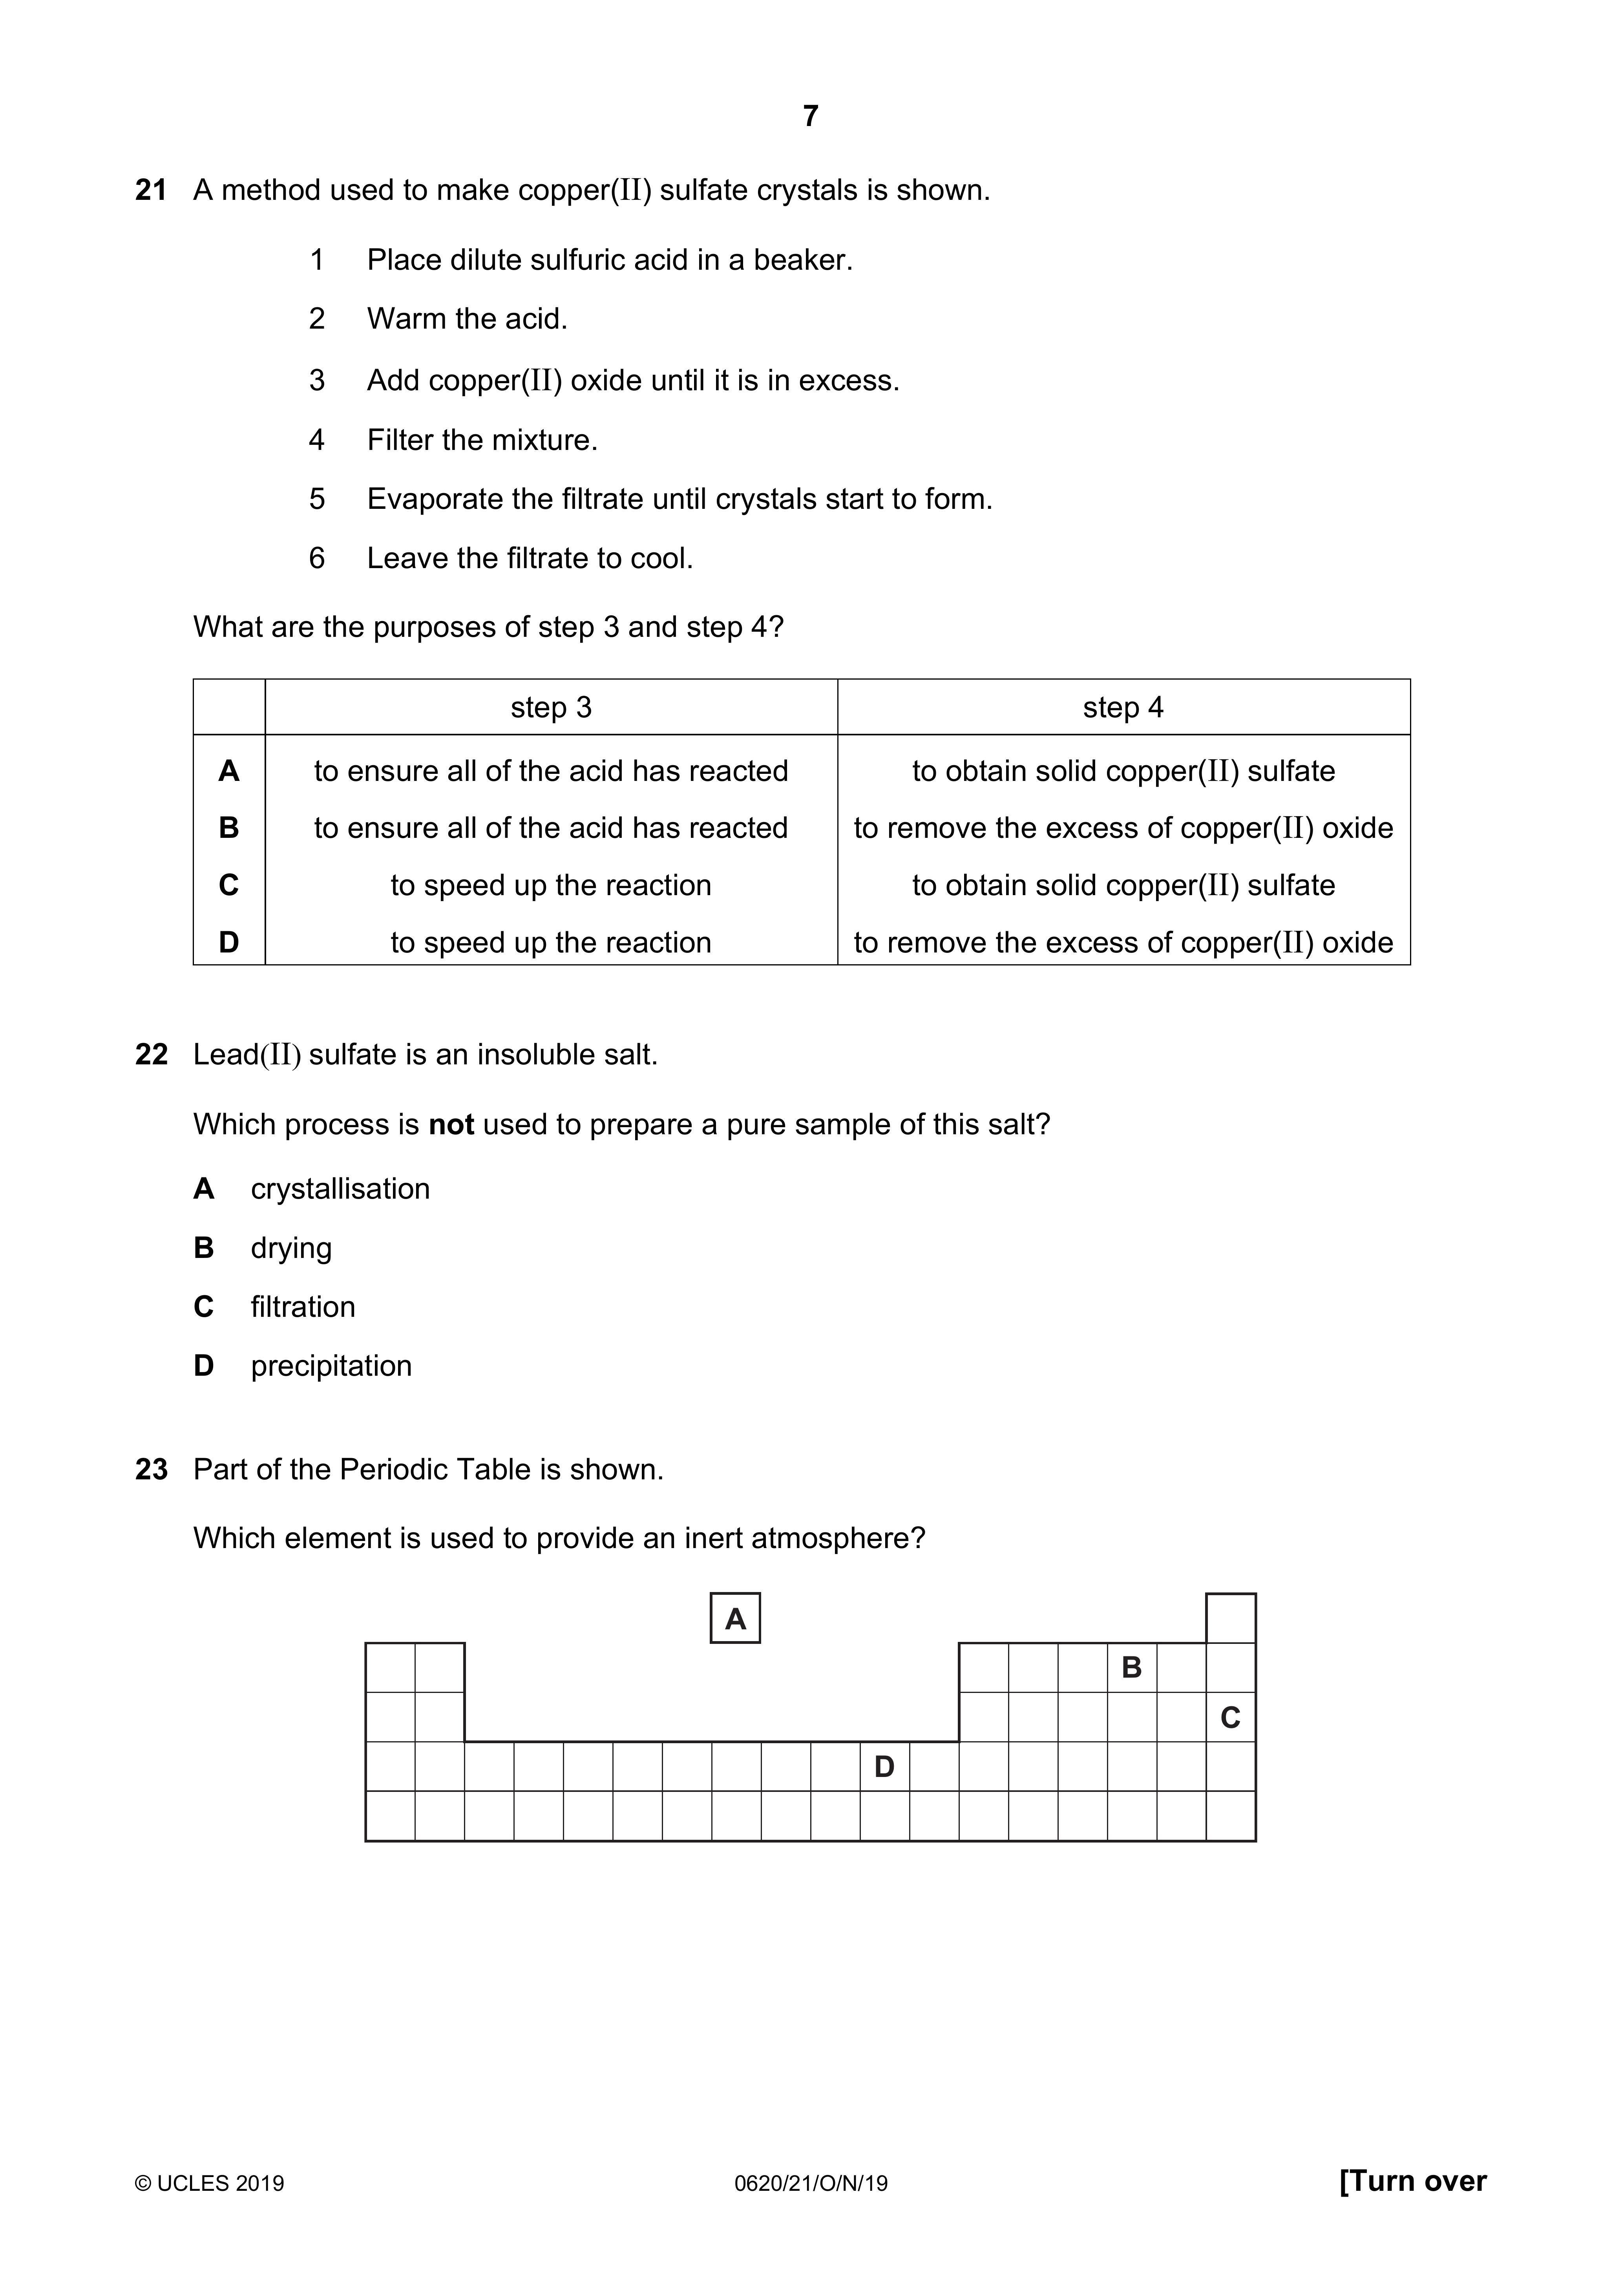 7
21 A method used to make copper(II) sulfate crystals is shown.
1 Place dilute sulfuric acid in a beaker.
2 Warm the acid.
3 Add copper(II) oxide until it is in excess.
4 Filter the mixture.
5 Evaporate the filtrate until crystals start to form.
6 Leave the filtrate to cool.
What are the purposes of step 3 and step 4?
step 3 step 4
A to ensure all of the acid has reacted to obtain solid copper(II) sulfate
B to ensure all of the acid has reacted to remove the excess of copper(II) oxide
C to speed up the reaction to obtain solid copper(II) sulfate
D to speed up the reaction to remove the excess of copper(II) oxide
22 Lead(II) sulfate is an insoluble salt.
Which process is not used to prepare a pure sample of this salt?
A crystallisation
B drying
C filtration
D precipitation
23 Part of the Periodic Table is shown.
Which element is used to provide an inert atmosphere?
A
B
C
D
© UCLES 2019 0620/21/O/N/19 [Turn over